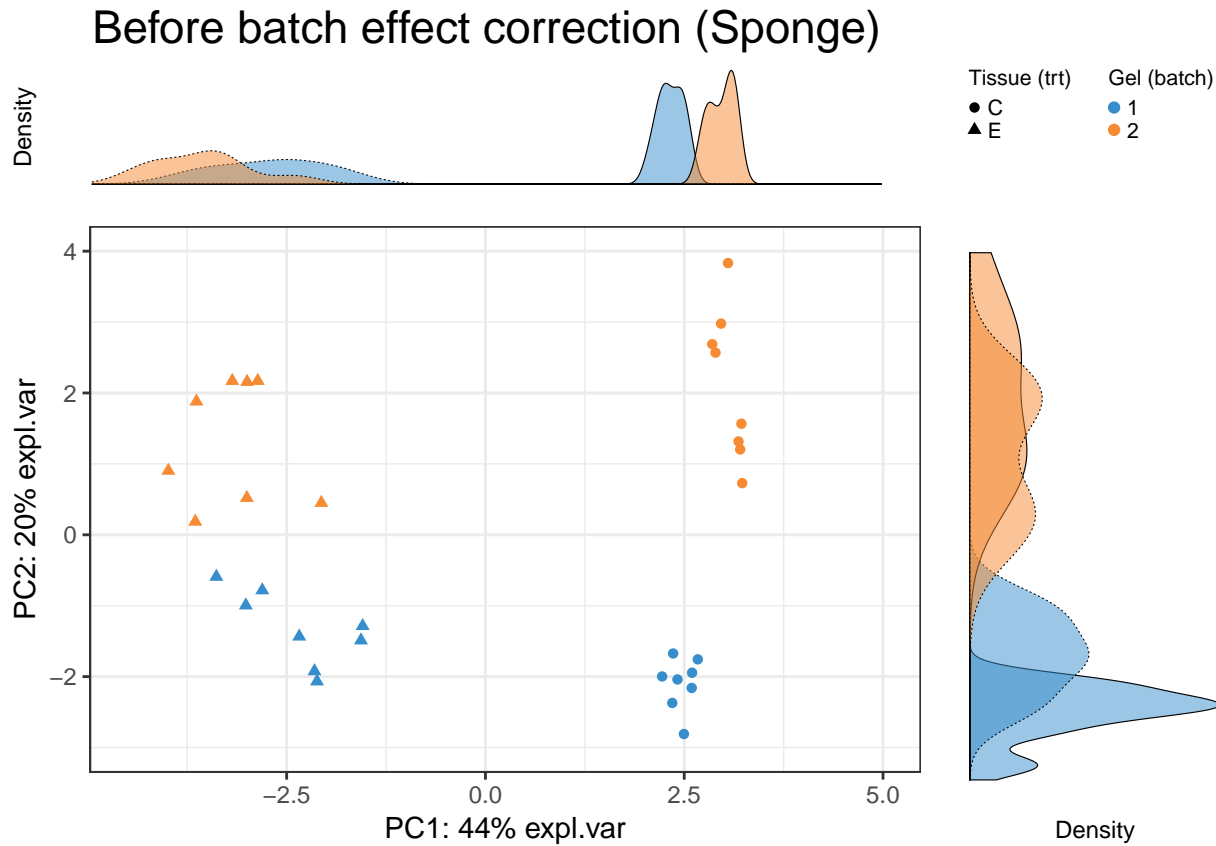 Before batch effect correction (Sponge)
Density
Tissue (trt)
C
E
Gel (batch)
1
2
4
2
0
−2
PC2: 20% expl.var
−2.5
0.0
2.5
5.0
PC1: 44% expl.var
Density